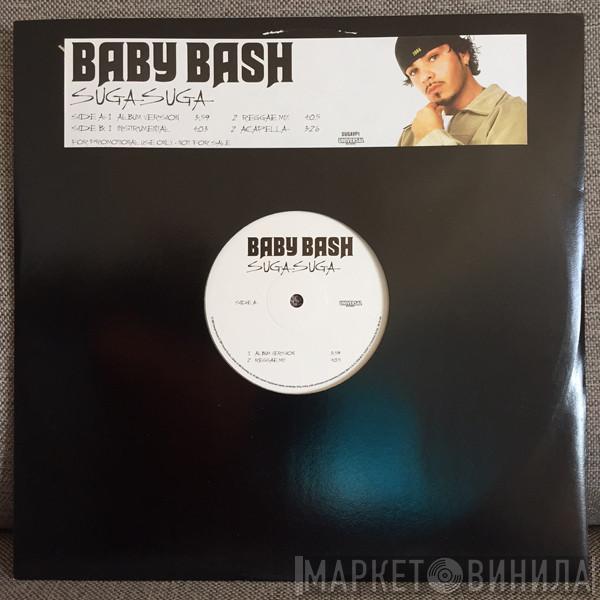 BABY BASH
SUGA SUGA
SIDE A: 1 ALBUM VERSION 3:59 2 REGGAE MIX 4:05
SIDE B: 1 INSTRUMENTAL 4:03 2 ACAPELLA 3:26
FOR PROMOTIONAL USE ONLY - NOT FOR SALE
UNIVERSAL
BABY BASH
SUGA SUGA
SIDE A
UNIVERSAL
1 ALBUM VERSION 3:59
2 REGGAE MIX 4:05
МАРКЕТ ВИНИЛА